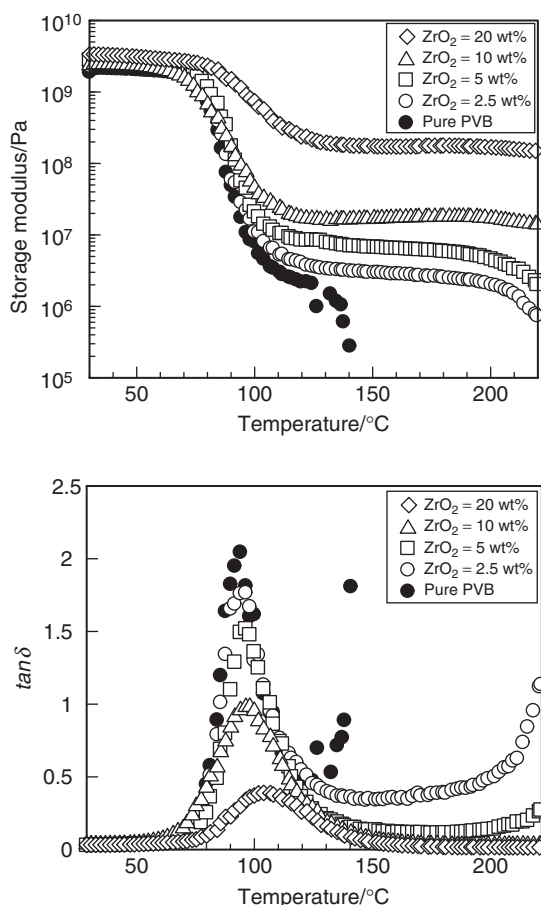 10¹⁰
10⁹
10⁸
10⁷
10⁶
10⁵
Storage modulus/Pa
ZrO₂ = 20 wt%
ZrO₂ = 10 wt%
ZrO₂ = 5 wt%
ZrO₂ = 2.5 wt%
Pure PVB
50 100 150 200
Temperature/°C
2.5
2
1.5
1
0.5
0
tanδ
ZrO₂ = 20 wt%
ZrO₂ = 10 wt%
ZrO₂ = 5 wt%
ZrO₂ = 2.5 wt%
Pure PVB
50 100 150 200
Temperature/°C